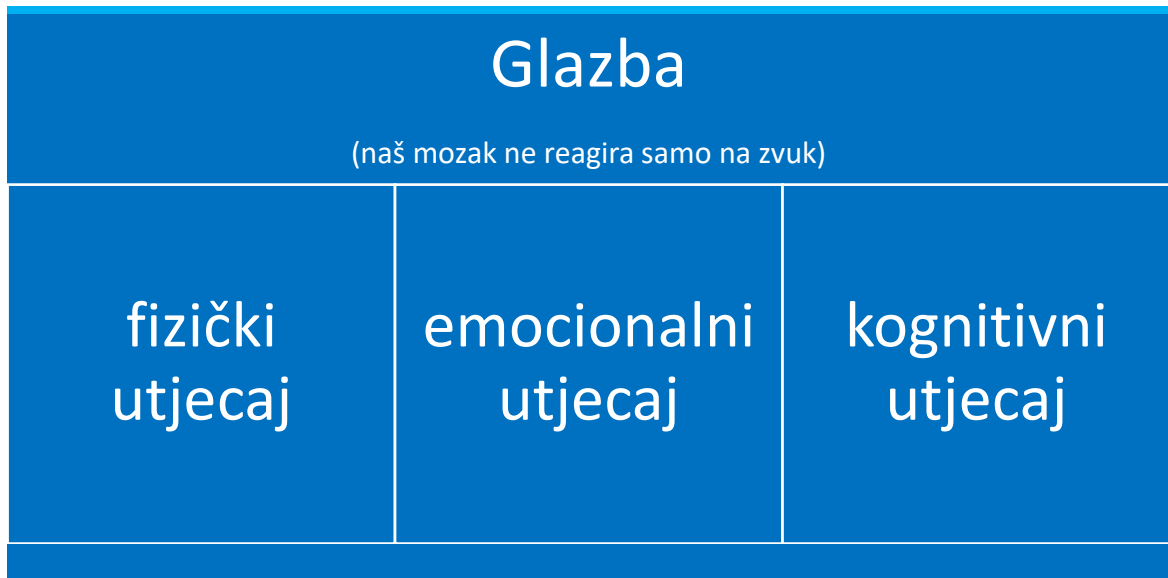 Glazba
(naš mozak ne reagira samo na zvuk)
fizički
utjecaj
emocionalni
utjecaj
kognitivni
utjecaj